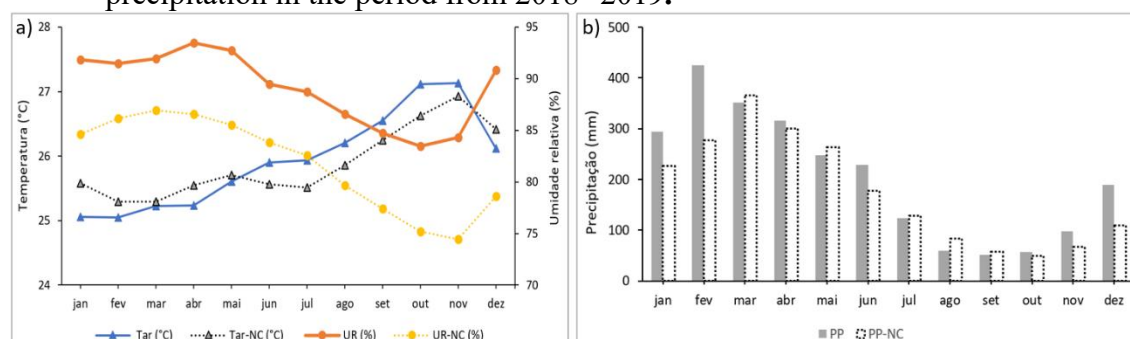 precipitation in the period from 2018 -2019.
a)
28
27
26
25
24
Temperatura (°C)
95
90
85
80
75
70
Umidade relativa (%)
jan fev mar abr mai jun jul ago set out nov dez
Tar (°C) Tar-NC (°C) UR (%) UR-NC (%)
b)
500
400
300
200
100
0
Precipitação (mm)
jan fev mar abr mai jun jul ago set out nov dez
PP PP-NC